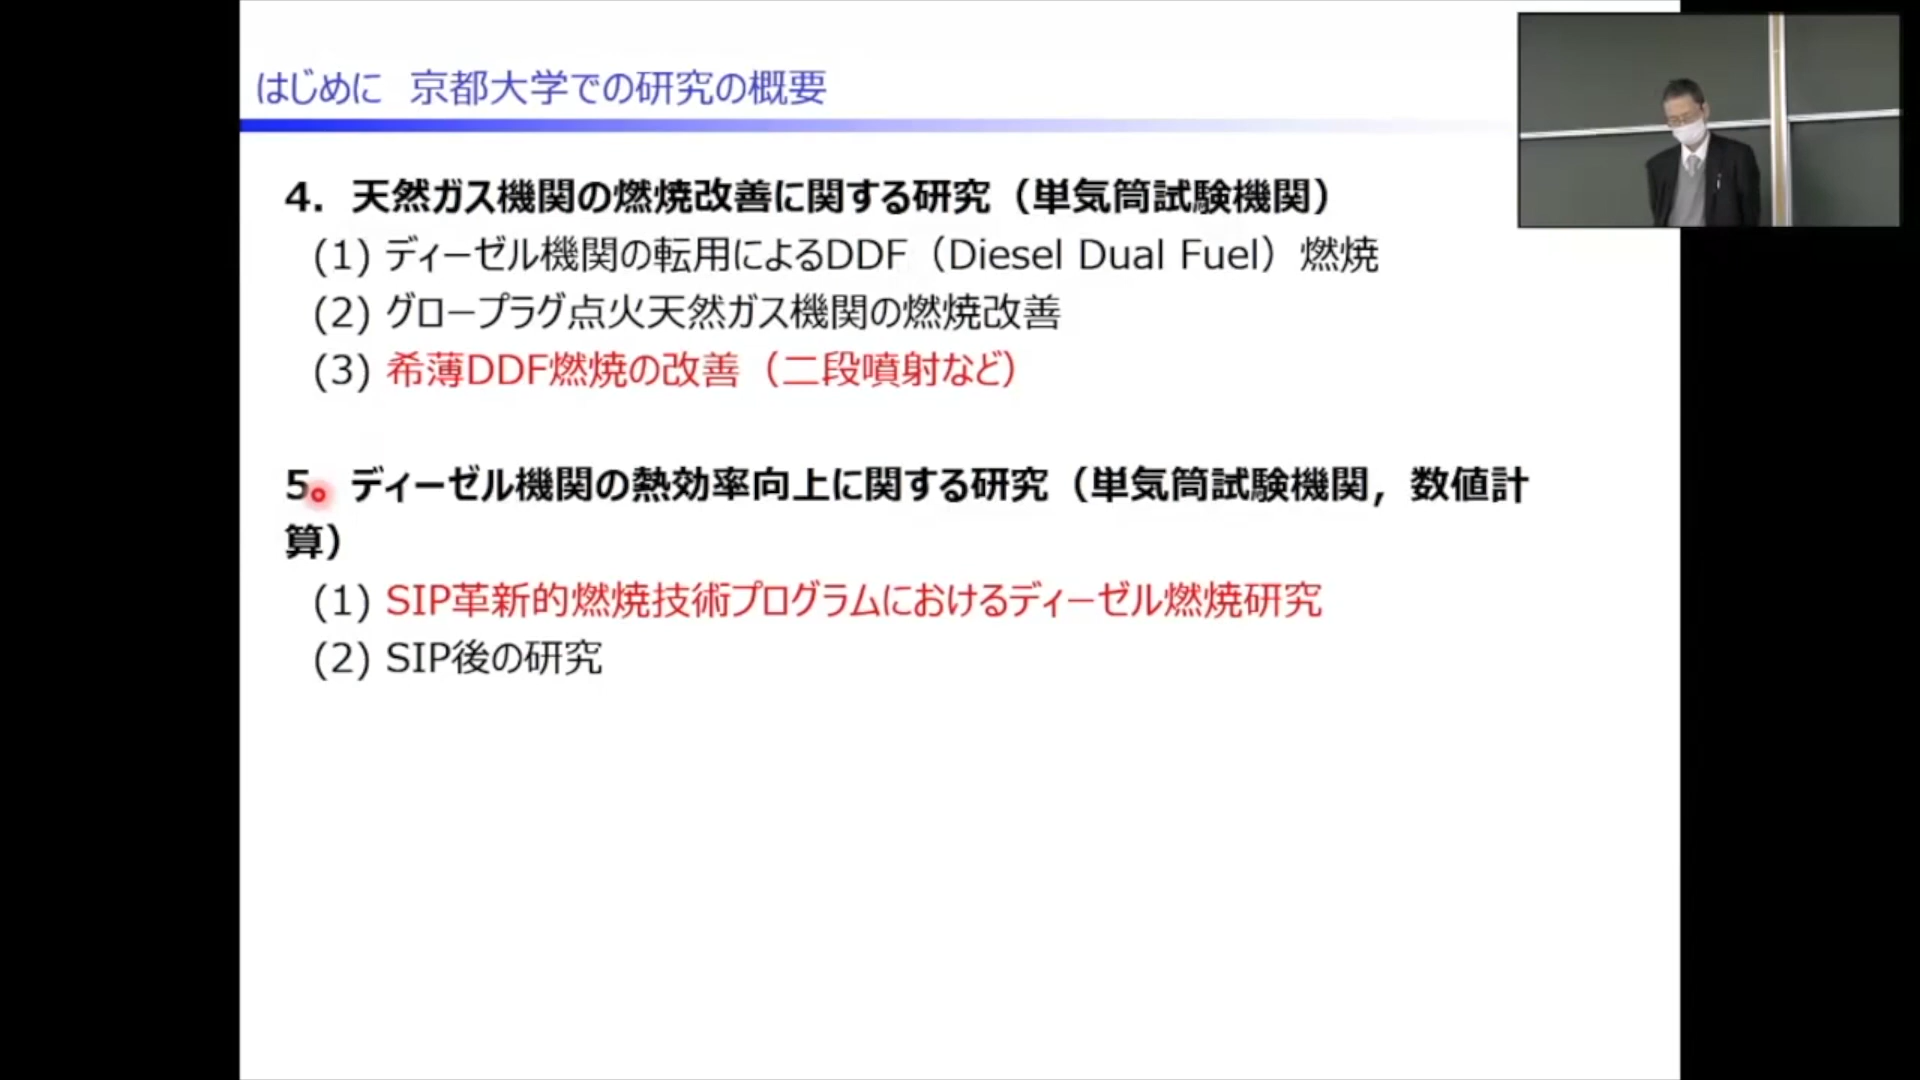 はじめに 京都大学での研究の概要
4. 天然ガス機関の燃焼改善に関する研究（単気筒試験機関）
(1) ディーゼル機関の転用によるDDF（Diesel Dual Fuel）燃焼
(2) グロープラグ点火天然ガス機関の燃焼改善
(3) 希薄DDF燃焼の改善（二段噴射など）
5。ディーゼル機関の熱効率向上に関する研究（単気筒試験機関，数値計
算）
(1) SIP革新的燃焼技術プログラムにおけるディーゼル燃焼研究
(2) SIP後の研究